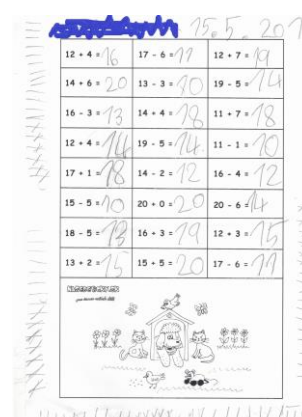 15.5.201
12 + 4 = 16 17 - 6 = 11 12 + 7 = 19
14 + 6 = 20 13 - 3 = 10 19 - 5 = 14
16 - 3 = 13 14 + 4 = 18 11 + 7 = 18
12 + 4 = 14 19 - 5 = 14. 11 - 1 = 10
17 + 1 = 18 14 - 2 = 12 16 - 4 = 12
15 - 5 = 10 20 + 0 = 20 20 - 6 = 14
18 - 5 = 13 16 + 3 = 19 12 + 3 = 15
13 + 2 = 15 15 + 5 = 20 17 - 6 = 11